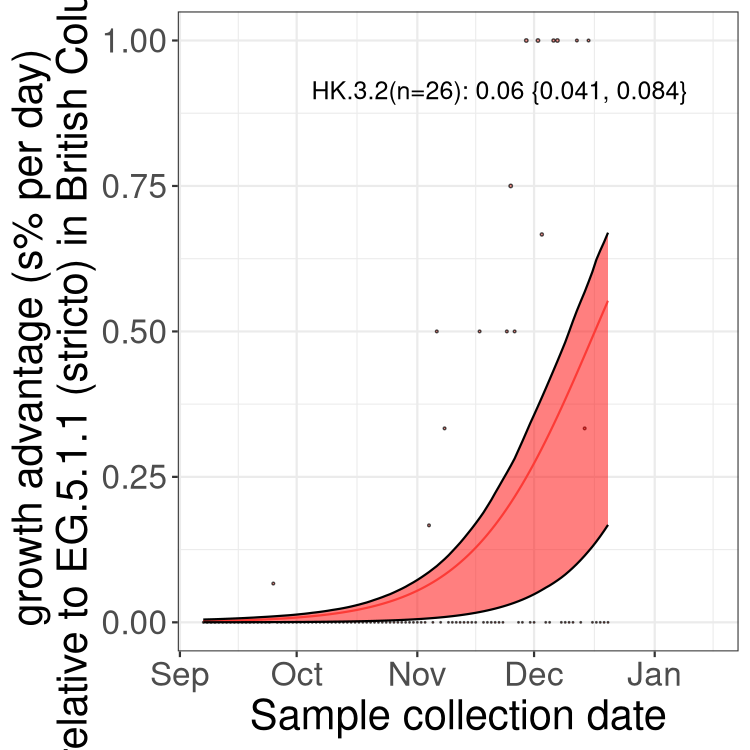 growth advantage (s% per day)
relative to EG.5.1.1 (stricto) in British Colu
1.00
0.75
0.50
0.25
0.00
HK.3.2(n=26): 0.06 {0.041, 0.084}
Sep Oct Nov Dec Jan
Sample collection date